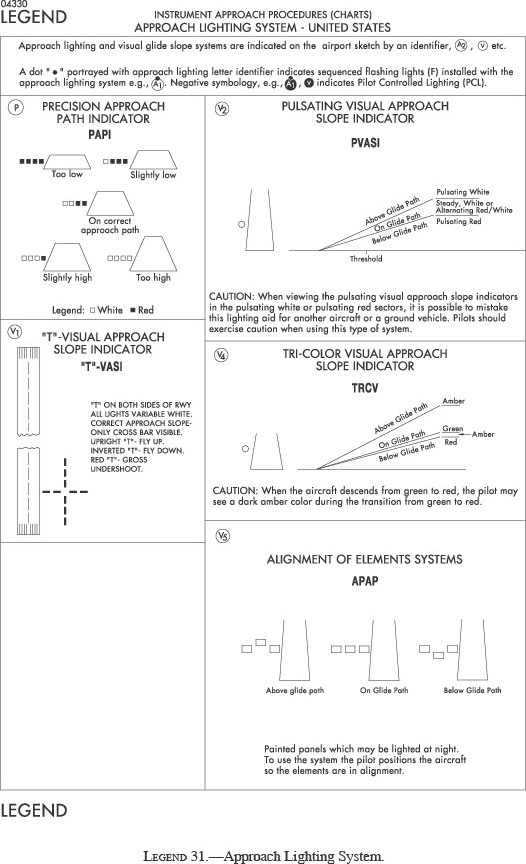 04330
LEGEND
INSTRUMENT APPROACH PROCEDURES (CHARTS)
APPROACH LIGHTING SYSTEM - UNITED STATES
Approach lighting and visual glide slope systems are indicated on the airport sketch by an identifier, A2 , V etc.
A dot " • " portrayed with approach lighting letter identifier indicates sequenced flashing lights (F) installed with the
approach lighting system e.g., A1. Negative symbology, e.g., A1 , V indicates Pilot Controlled Lighting (PCL).
P
PRECISION APPROACH
PATH INDICATOR
PAPI
Too low
Slightly low
On correct
approach path
Slightly high
Too high
Legend: □ White ■ Red
V1
"T"-VISUAL APPROACH
SLOPE INDICATOR
"T"-VASI
"T" ON BOTH SIDES OF RWY
ALL LIGHTS VARIABLE WHITE.
CORRECT APPROACH SLOPE-
ONLY CROSS BAR VISIBLE.
UPRIGHT "T"- FLY UP.
INVERTED "T"- FLY DOWN.
RED "T"- GROSS
UNDERSHOOT.
V2
PULSATING VISUAL APPROACH
SLOPE INDICATOR
PVASI
Above Glide Path
On Glide Path
Below Glide Path
Pulsating White
Steady, White or
Alternating Red/White
Pulsating Red
Threshold
CAUTION: When viewing the pulsating visual approach slope indicators
in the pulsating white or pulsating red sectors, it is possible to mistake
this lighting aid for another aircraft or a ground vehicle. Pilots should
exercise caution when using this type of system.
V4
TRI-COLOR VISUAL APPROACH
SLOPE INDICATOR
TRCV
Above Glide Path
On Glide Path
Below Glide Path
Amber
Green
Amber
Red
CAUTION: When the aircraft descends from green to red, the pilot may
see a dark amber color during the transition from green to red.
V5
ALIGNMENT OF ELEMENTS SYSTEMS
APAP
Above glide path
On Glide Path
Below Glide Path
Painted panels which may be lighted at night.
To use the system the pilot positions the aircraft
so the elements are in alignment.
LEGEND
LEGEND 31.—Approach Lighting System.